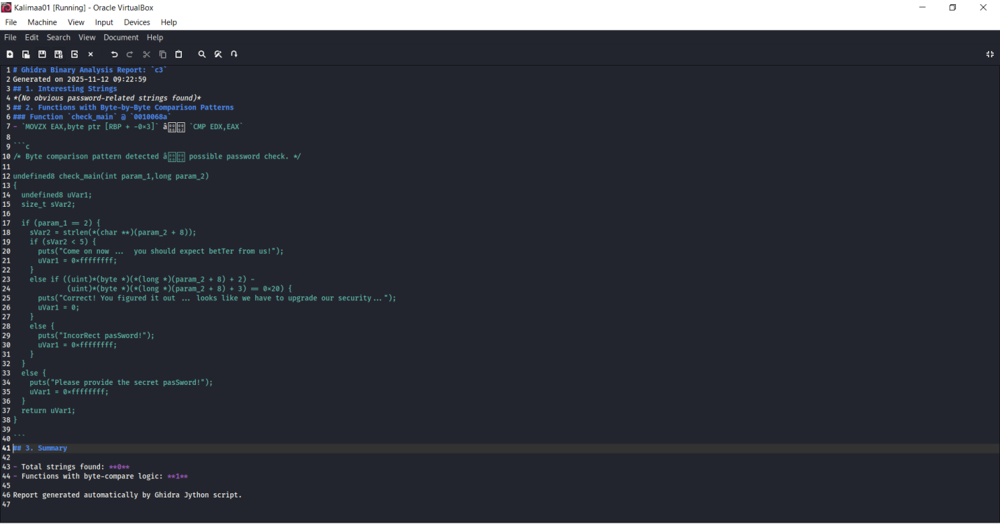 Kalimaa01 [Running] - Oracle VirtualBox
File Machine View Input Devices Help
File Edit Search View Document Help
1 # Ghidra Binary Analysis Report: `c3`
2 Generated on 2025-11-12 09:22:59
3 ## 1. Interesting Strings
4 *(No obvious password-related strings found)*
5 ## 2. Functions with Byte-by-Byte Comparison Patterns
6 ### Function `check_main` @ `0010068a`
7 - `MOVZX EAX,byte ptr [RBP + -0×3]` â `CMP EDX,EAX`
8
9 ```c
10 /* Byte comparison pattern detected â possible password check. */
11
12 undefined8 check_main(int param_1,long param_2)
13 {
14   undefined8 uVar1;
15   size_t sVar2;
16
17   if (param_1 == 2) {
18     sVar2 = strlen(*(char **)(param_2 + 8));
19     if (sVar2 < 5) {
20       puts("Come on now ...  you should expect betTer from us!");
21       uVar1 = 0×ffffffff;
22     }
23     else if ((uint)*(byte *)(*(long *)(param_2 + 8) + 2) -
24              (uint)*(byte *)(*(long *)(param_2 + 8) + 3) == 0×20) {
25       puts("Correct! You figured it out ... looks like we have to upgrade our security...");
26       uVar1 = 0;
27     }
28     else {
29       puts("IncorRect pasSword!");
30       uVar1 = 0×ffffffff;
31     }
32   }
33   else {
34     puts("Please provide the secret pasSword!");
35     uVar1 = 0×ffffffff;
36   }
37   return uVar1;
38 }
39
40 ```
41 ## 3. Summary
42
43 - Total strings found: **0**
44 - Functions with byte-compare logic: **1**
45
46 Report generated automatically by Ghidra Jython script.
47